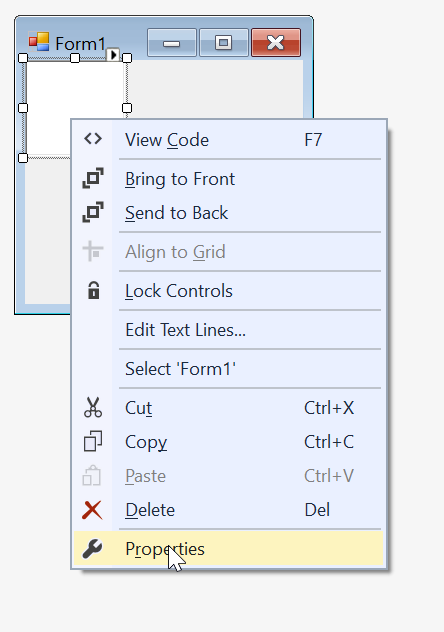 Form1
View Code F7
Bring to Front
Send to Back
Align to Grid
Lock Controls
Edit Text Lines...
Select 'Form1'
Cut Ctrl+X
Copy Ctrl+C
Paste Ctrl+V
Delete Del
Properties